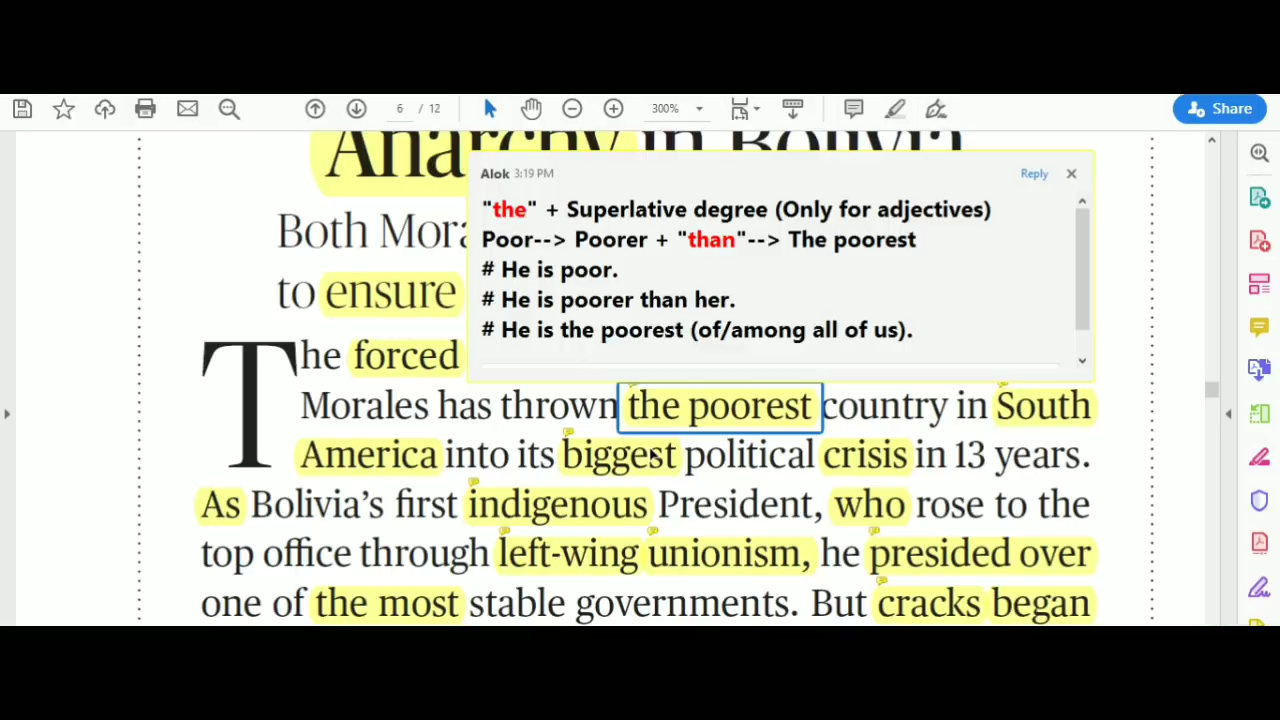 6 / 12
300%
Share
Anarchy in Bolivia
Alok 3:19 PM
Reply
"the" + Superlative degree (Only for adjectives)
Poor--> Poorer + "than"--> The poorest
# He is poor.
# He is poorer than her.
# He is the poorest (of/among all of us).
Both Mora
to ensure
The forced
Morales has thrown the poorest country in South
America into its biggest political crisis in 13 years.
As Bolivia's first indigenous President, who rose to the
top office through left-wing unionism, he presided over
one of the most stable governments. But cracks began